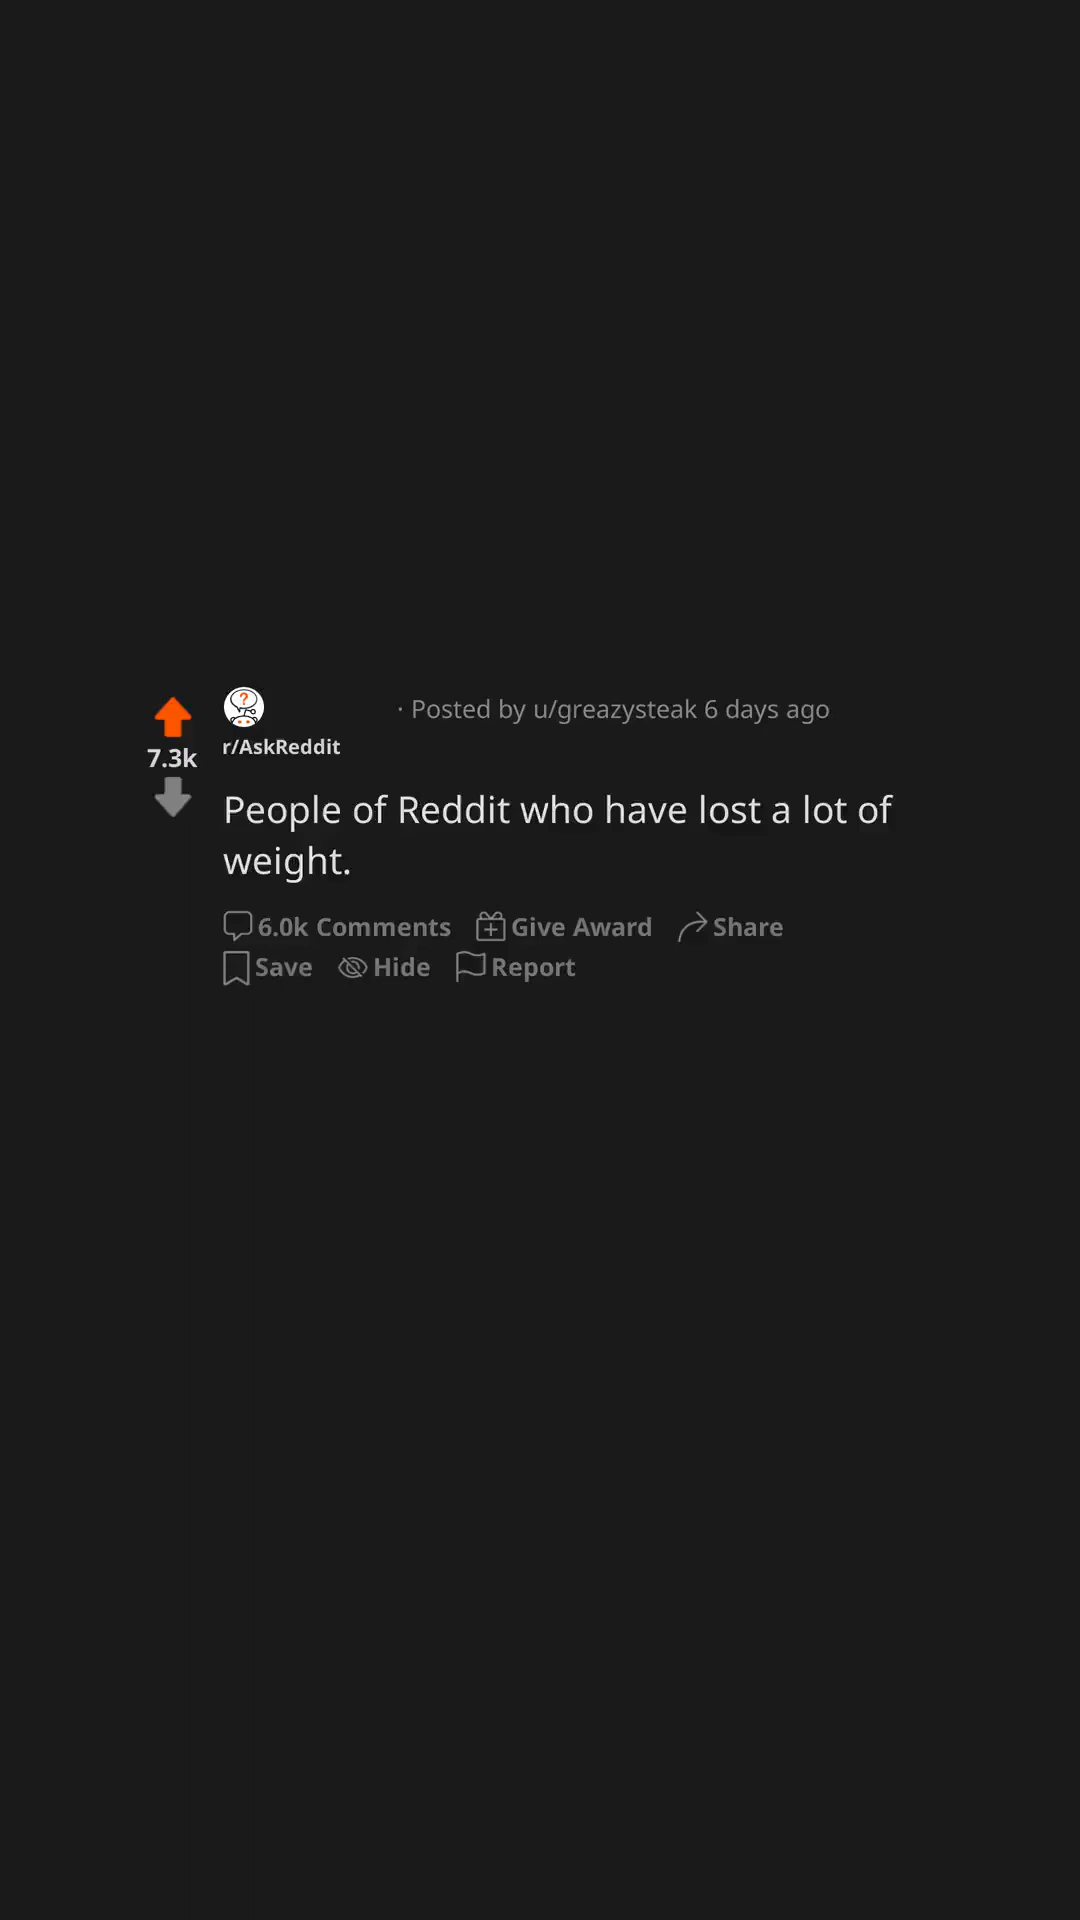 · Posted by u/greazysteak 6 days ago
r/AskReddit
7.3k
People of Reddit who have lost a lot of
weight.
6.0k Comments Give Award Share
Save Hide Report